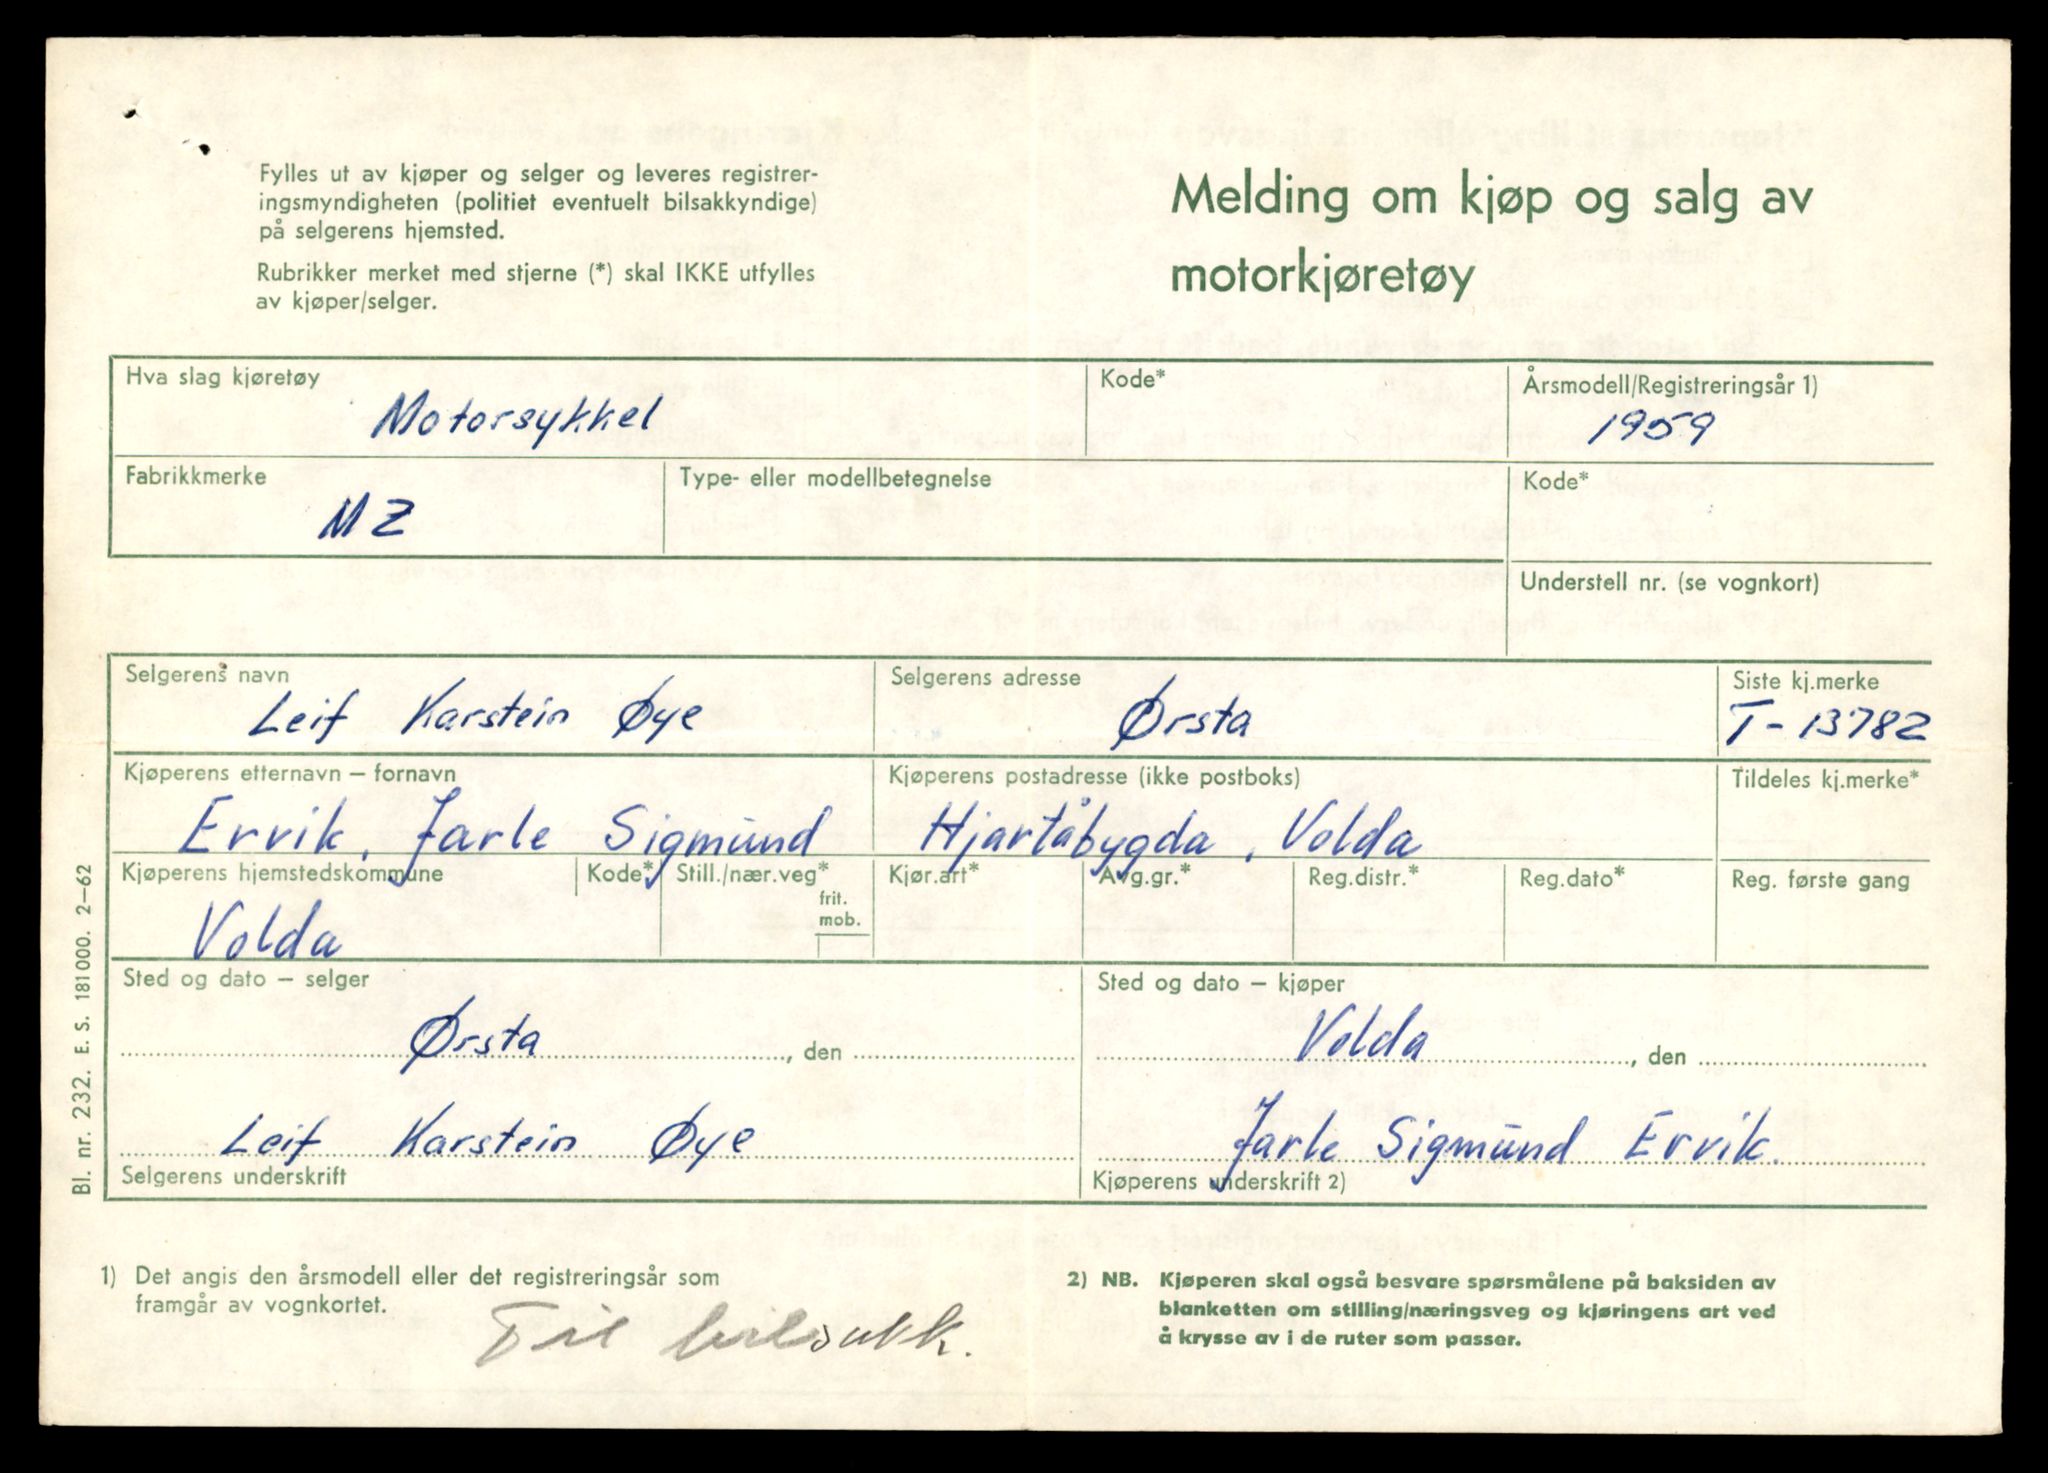 Fylles ut av kjøper og selger og leveres registrer-
ingsmyndigheten (politiet eventuelt bilsakkyndige)
på selgerens hjemsted.
Rubrikker merket med stjerne (*) skal IKKE utfylles
av kjøper/selger.
Melding om kjøp og salg av
motorkjøretøy
Hva slag kjøretøy
Motorsykkel
Kode*
Årsmodell/Registreringsår 1)
1959
Fabrikkmerke
MZ
Type- eller modellbetegnelse
Kode*
Understell nr. (se vognkort)
Selgerens navn
Leif Karstein Øye
Selgerens adresse
Ørsta
Siste kj.merke
T-13782
Kjøperens etternavn – fornavn
Ervik, Jarle Sigmund
Kjøperens postadresse (ikke postboks)
Hjartåbygda, Volda
Tildeles kj.merke*
Kjøperens hjemstedskommune
Volda
Kode*
Still./nær.veg*
frit.
mob.
Kjør.art*
Avg.gr.*
Reg.distr.*
Reg.dato*
Reg. første gang
Sted og dato – selger
Ørsta, den
Leif Karstein Øye
Selgerens underskrift
Sted og dato – kjøper
Volda, den
Jarle Sigmund Ervik.
Kjøperens underskrift 2)
1) Det angis den årsmodell eller det registreringsår som
framgår av vognkortet.
Til bilsakk.
2) NB. Kjøperen skal også besvare spørsmålene på baksiden av
blanketten om stilling/næringsveg og kjøringens art ved
å krysse av i de ruter som passer.
Bl. nr. 232. E. S. 181000. 2–62